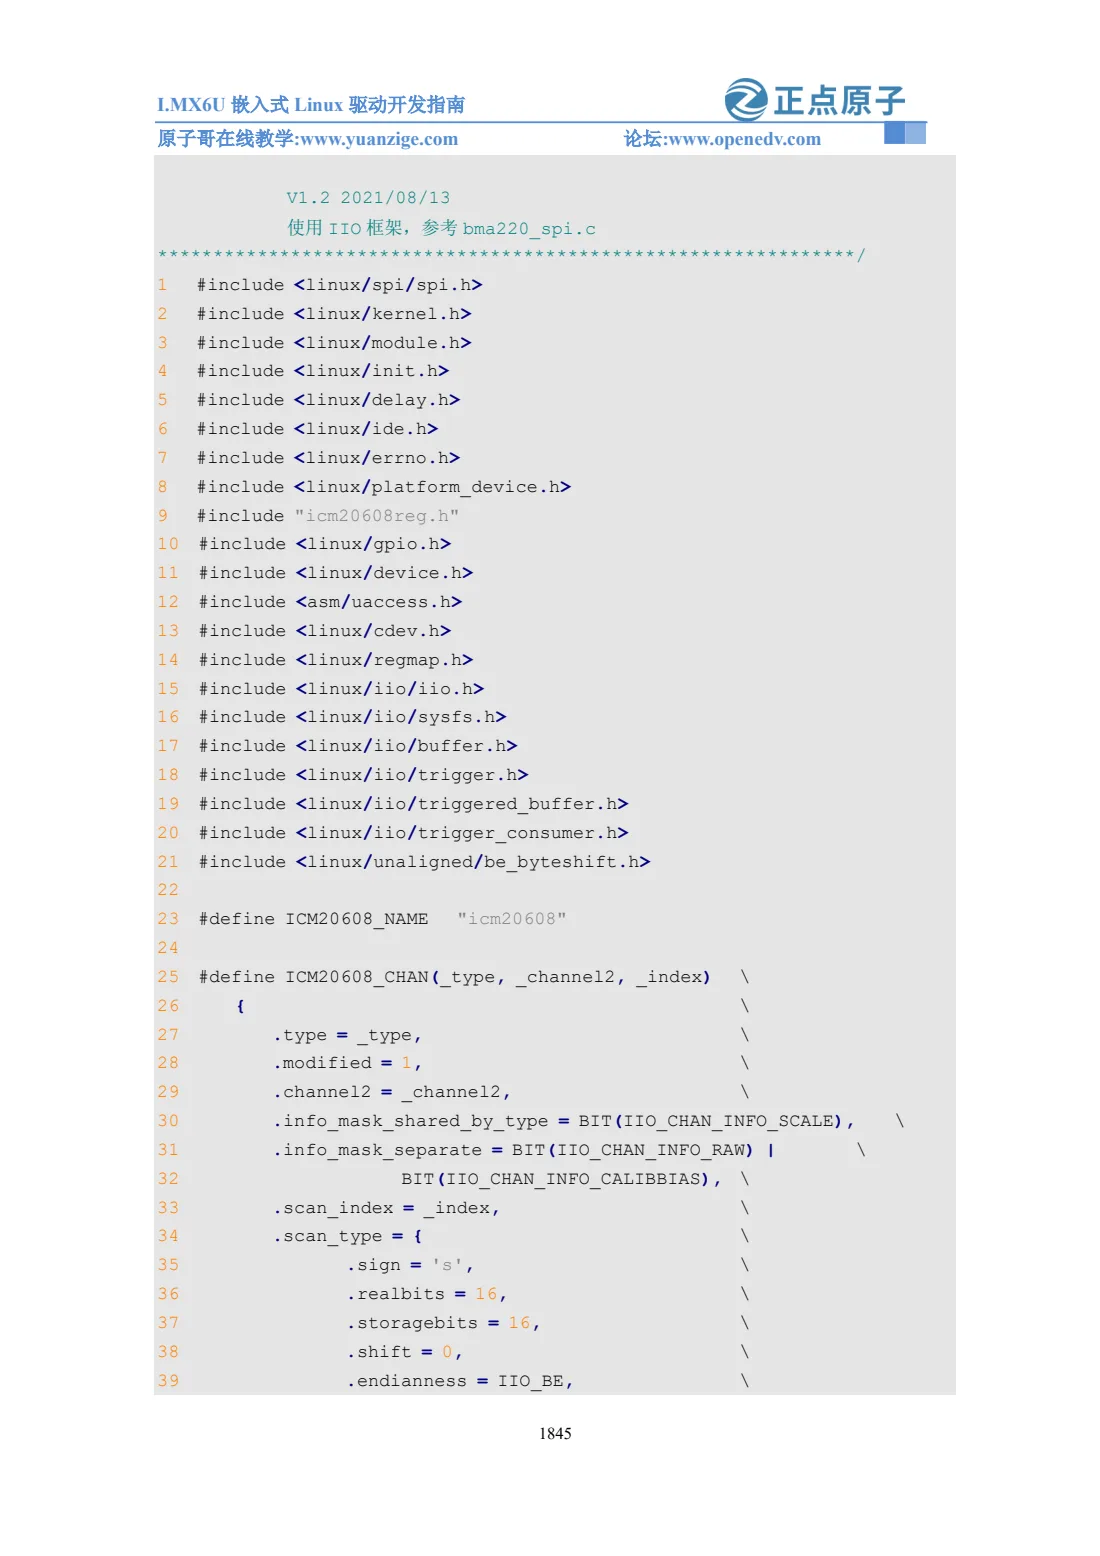 I.MX6U 嵌入式 Linux 驱动开发指南
正点原子
原子哥在线教学:www.yuanzige.com 论坛:www.openedv.com
V1.2 2021/08/13
使用 IIO 框架，参考 bma220_spi.c
***************************************************************/
1 #include <linux/spi/spi.h>
2 #include <linux/kernel.h>
3 #include <linux/module.h>
4 #include <linux/init.h>
5 #include <linux/delay.h>
6 #include <linux/ide.h>
7 #include <linux/errno.h>
8 #include <linux/platform_device.h>
9 #include "icm20608reg.h"
10 #include <linux/gpio.h>
11 #include <linux/device.h>
12 #include <asm/uaccess.h>
13 #include <linux/cdev.h>
14 #include <linux/regmap.h>
15 #include <linux/iio/iio.h>
16 #include <linux/iio/sysfs.h>
17 #include <linux/iio/buffer.h>
18 #include <linux/iio/trigger.h>
19 #include <linux/iio/triggered_buffer.h>
20 #include <linux/iio/trigger_consumer.h>
21 #include <linux/unaligned/be_byteshift.h>
22
23 #define ICM20608_NAME "icm20608"
24
25 #define ICM20608_CHAN(_type, _channel2, _index) \
26 { \
27 .type = _type, \
28 .modified = 1, \
29 .channel2 = _channel2, \
30 .info_mask_shared_by_type = BIT(IIO_CHAN_INFO_SCALE), \
31 .info_mask_separate = BIT(IIO_CHAN_INFO_RAW) | \
32 BIT(IIO_CHAN_INFO_CALIBBIAS), \
33 .scan_index = _index, \
34 .scan_type = { \
35 .sign = 's', \
36 .realbits = 16, \
37 .storagebits = 16, \
38 .shift = 0, \
39 .endianness = IIO_BE, \
1845